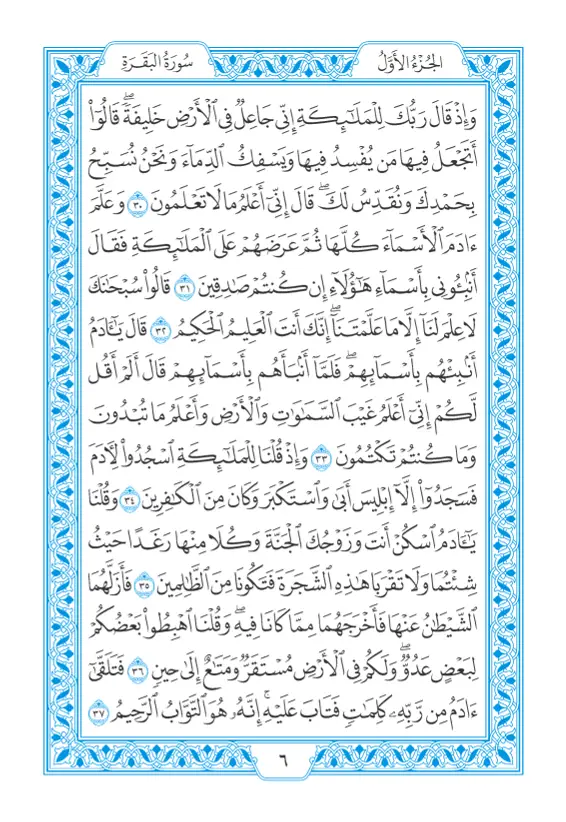 سُورَةُ البَقَرَةِ
الجُزْءُ الأَوَّلُ
وَإِذْ قَالَ رَبُّكَ لِلْمَلَٰٓئِكَةِ إِنِّي جَاعِلٌ فِي ٱلْأَرْضِ خَلِيفَةًۖ قَالُوٓا۟
أَتَجْعَلُ فِيهَا مَن يُفْسِدُ فِيهَا وَيَسْفِكُ ٱلدِّمَآءَ وَنَحْنُ نُسَبِّحُ
بِحَمْدِكَ وَنُقَدِّسُ لَكَۖ قَالَ إِنِّيٓ أَعْلَمُ مَا لَا تَعْلَمُونَ ٣٠ وَعَلَّمَ
ءَادَمَ ٱلْأَسْمَآءَ كُلَّهَا ثُمَّ عَرَضَهُمْ عَلَى ٱلْمَلَٰٓئِكَةِ فَقَالَ
أَنۢبِـُٔونِي بِأَسْمَآءِ هَٰٓؤُلَآءِ إِن كُنتُمْ صَٰدِقِينَ ٣١ قَالُوا۟ سُبْحَٰنَكَ
لَا عِلْمَ لَنَآ إِلَّا مَا عَلَّمْتَنَآۖ إِنَّكَ أَنتَ ٱلْعَلِيمُ ٱلْحَكِيمُ ٣٢ قَالَ يَٰٓـَٔادَمُ
أَنۢبِئْهُم بِأَسْمَآئِهِمْۖ فَلَمَّآ أَنۢبَأَهُم بِأَسْمَآئِهِمْ قَالَ أَلَمْ أَقُل
لَّكُمْ إِنِّيٓ أَعْلَمُ غَيْبَ ٱلسَّمَٰوَٰتِ وَٱلْأَرْضِ وَأَعْلَمُ مَا تُبْدُونَ
وَمَا كُنتُمْ تَكْتُمُونَ ٣٣ وَإِذْ قُلْنَا لِلْمَلَٰٓئِكَةِ ٱسْجُدُوا۟ لِـَٔادَمَ
فَسَجَدُوٓا۟ إِلَّآ إِبْلِيسَ أَبَىٰ وَٱسْتَكْبَرَ وَكَانَ مِنَ ٱلْكَٰفِرِينَ ٣٤ وَقُلْنَا
يَٰٓـَٔادَمُ ٱسْكُنْ أَنتَ وَزَوْجُكَ ٱلْجَنَّةَ وَكُلَا مِنْهَا رَغَدًا حَيْثُ
شِئْتُمَا وَلَا تَقْرَبَا هَٰذِهِ ٱلشَّجَرَةَ فَتَكُونَا مِنَ ٱلظَّٰلِمِينَ ٣٥ فَأَزَلَّهُمَا
ٱلشَّيْطَٰنُ عَنْهَا فَأَخْرَجَهُمَا مِمَّا كَانَا فِيهِۖ وَقُلْنَا ٱهْبِطُوا۟ بَعْضُكُمْ
لِبَعْضٍ عَدُوٌّۖ وَلَكُمْ فِي ٱلْأَرْضِ مُسْتَقَرٌّ وَمَتَٰعٌ إِلَىٰ حِينٍ ٣٦ فَتَلَقَّىٰٓ
ءَادَمُ مِن رَّبِّهِۦ كَلِمَٰتٍ فَتَابَ عَلَيْهِۚ إِنَّهُۥ هُوَ ٱلتَّوَّابُ ٱلرَّحِيمُ ٣٧
٦